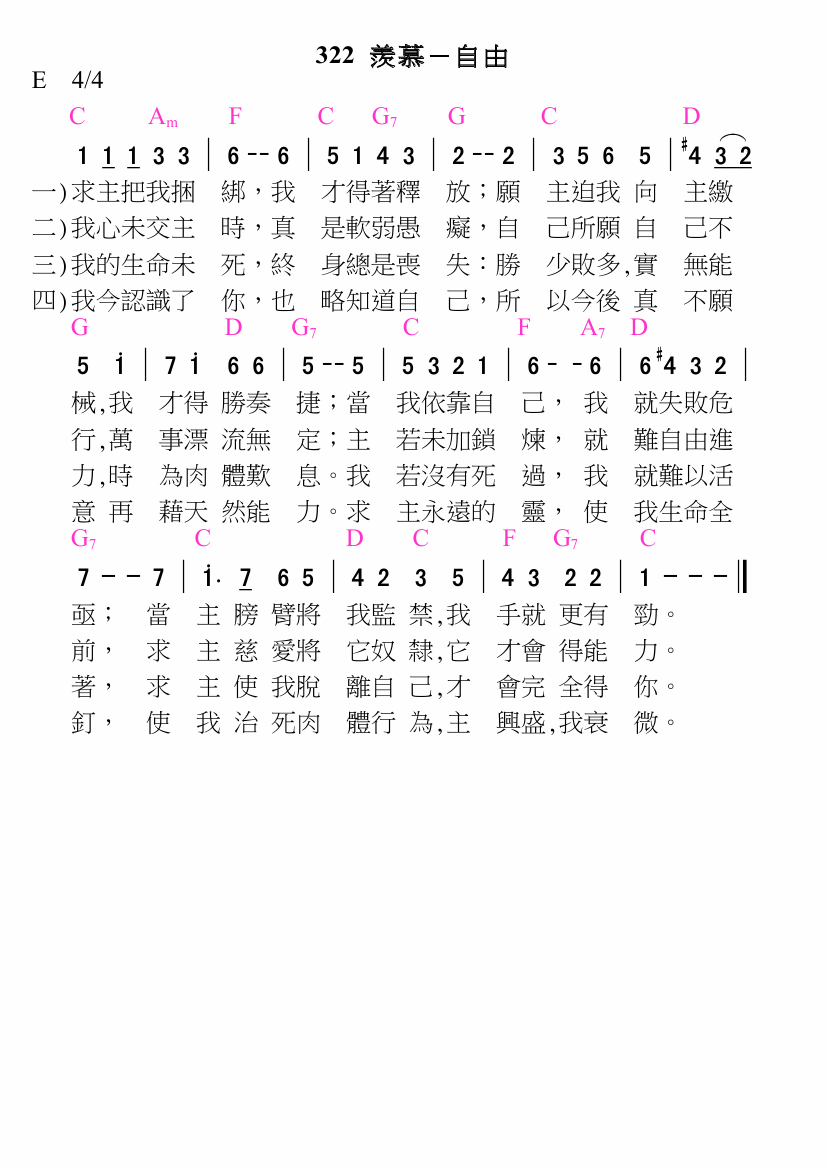 322 羨慕－自由
E 4/4
C Am F C G7 G C D
1 1 1 3 3 | 6 -- 6 | 5 1 4 3 | 2 -- 2 | 3 5 6 5 | #4 3 2
一)求主把我捆 綁，我 才得著釋 放；願 主迫我 向 主繳
二)我心未交主 時，真 是軟弱愚 癡，自 己所願 自 己不
三)我的生命未 死，終 身總是喪 失：勝 少敗多,實 無能
四)我今認識了 你，也 略知道自 己，所 以今後 真 不願
G D G7 C F A7 D
5 i | 7 i 6 6 | 5 -- 5 | 5 3 2 1 | 6 - - 6 | 6 #4 3 2 |
械,我 才得 勝奏 捷；當 我依靠自 己， 我 就失敗危
行,萬 事漂 流無 定；主 若未加鎖 煉， 就 難自由進
力,時 為肉 體歎 息。我 若沒有死 過， 我 就難以活
意 再 藉天 然能 力。求 主永遠的 靈， 使 我生命全
G7 C D C F G7 C
7 - - 7 | i. 7 6 5 | 4 2 3 5 | 4 3 2 2 | 1 - - - ||
亟； 當 主 膀 臂將 我監 禁,我 手就 更有 勁。
前， 求 主 慈 愛將 它奴 隸,它 才會 得能 力。
著， 求 主 使 我脫 離自 己,才 會完 全得 你。
釘， 使 我 治 死肉 體行 為,主 興盛,我衰 微。